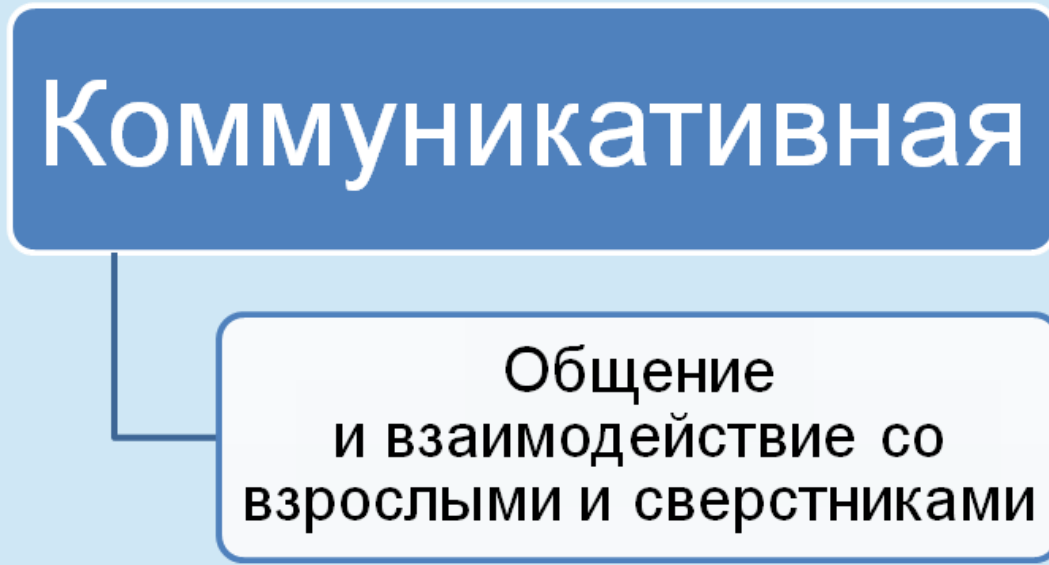 Коммуникативная
Общение
и взаимодействие со
взрослыми и сверстниками